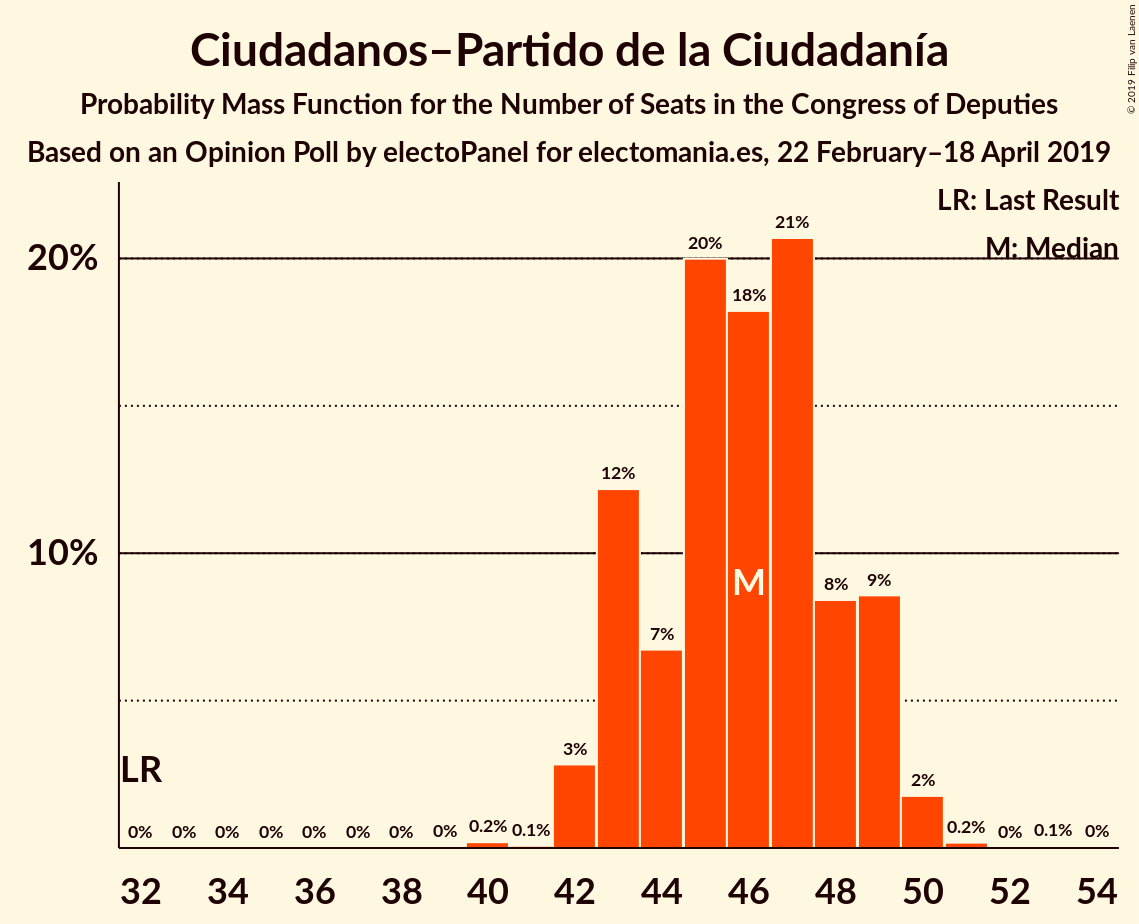 Ciudadanos–Partido de la Ciudadanía
Probability Mass Function for the Number of Seats in the Congress of Deputies
Based on an Opinion Poll by electoPanel for electomania.es, 22 February–18 April 2019
© 2019 Filip van Laenen
LR: Last Result
M: Median
20%
10%
21%
20%
18%
12%
M
8%
9%
7%
3%
LR
2%
0% 0% 0% 0% 0% 0% 0% 0% 0.2% 0.1% 0.2% 0% 0.1% 0%
32 34 36 38 40 42 44 46 48 50 52 54